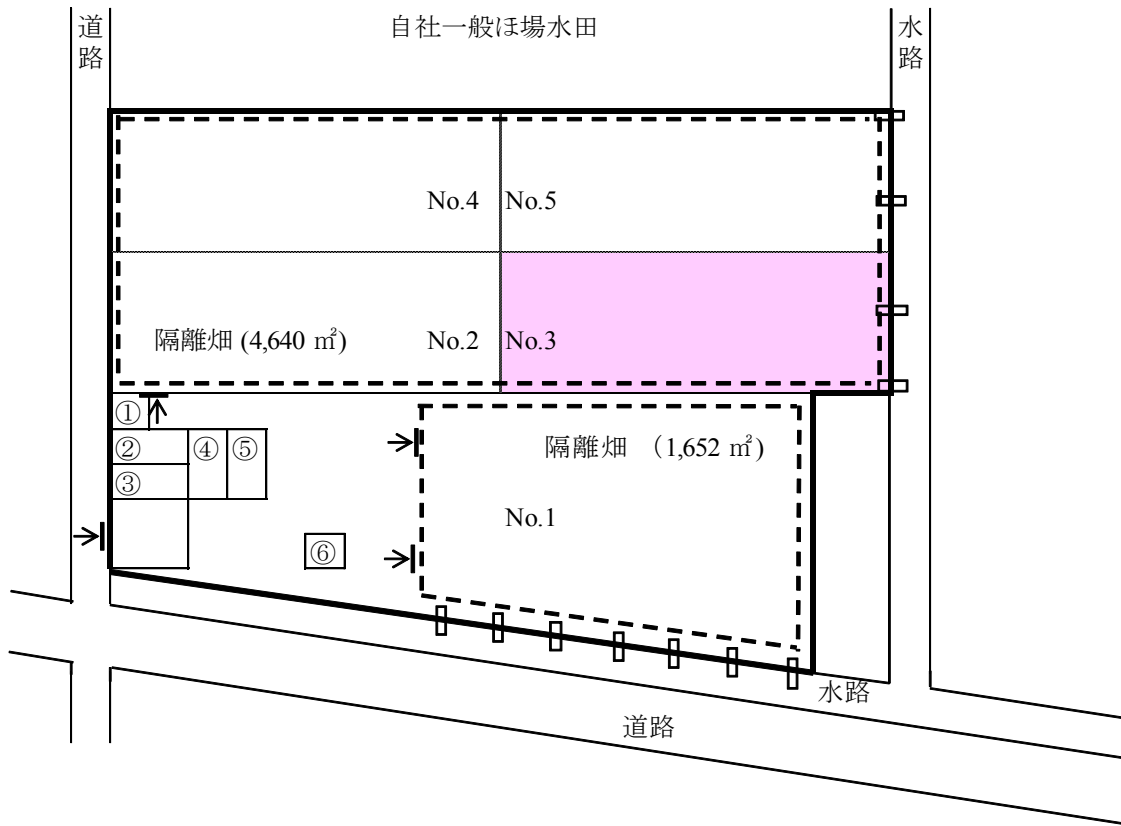 道路
自社一般ほ場水田
水路
No.4
No.5
隔離畑 (4,640 ㎡)
No.2
No.3
①
②
④
⑤
③
隔離畑 (1,652 ㎡)
No.1
⑥
水路
道路